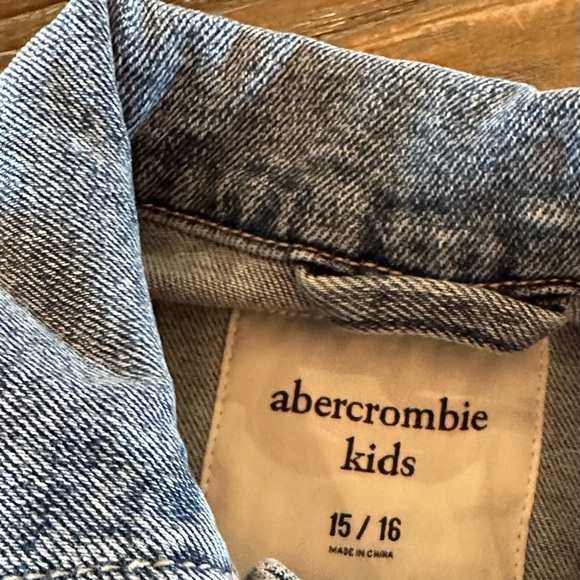 abercrombie
kids
15 / 16
MADE IN CHINA